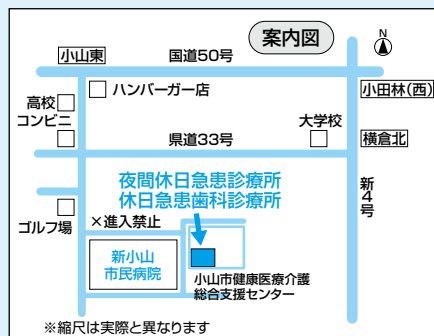 案内図
N
小山東
国道50号
ハンバーガー店
小田林(西)
高校
コンビニ
大学校
県道33号
横倉北
夜間休日急患診療所
休日急患歯科診療所
新4号
×進入禁止
ゴルフ場
新小山
市民病院
小山市健康医療介護
総合支援センター
※縮尺は実際と異なります